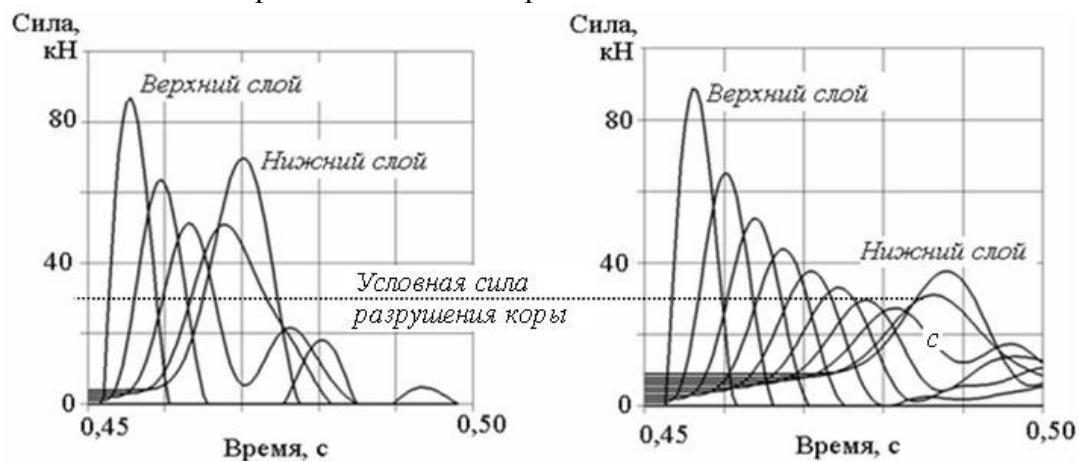 Сила,
кН
Верхний слой
80
Нижний слой
40
0
0,45
0,50
Время, с
Условная сила
разрушения коры
Сила,
кН
Верхний слой
80
Нижний слой
40
с
0
0,45
0,50
Время, с